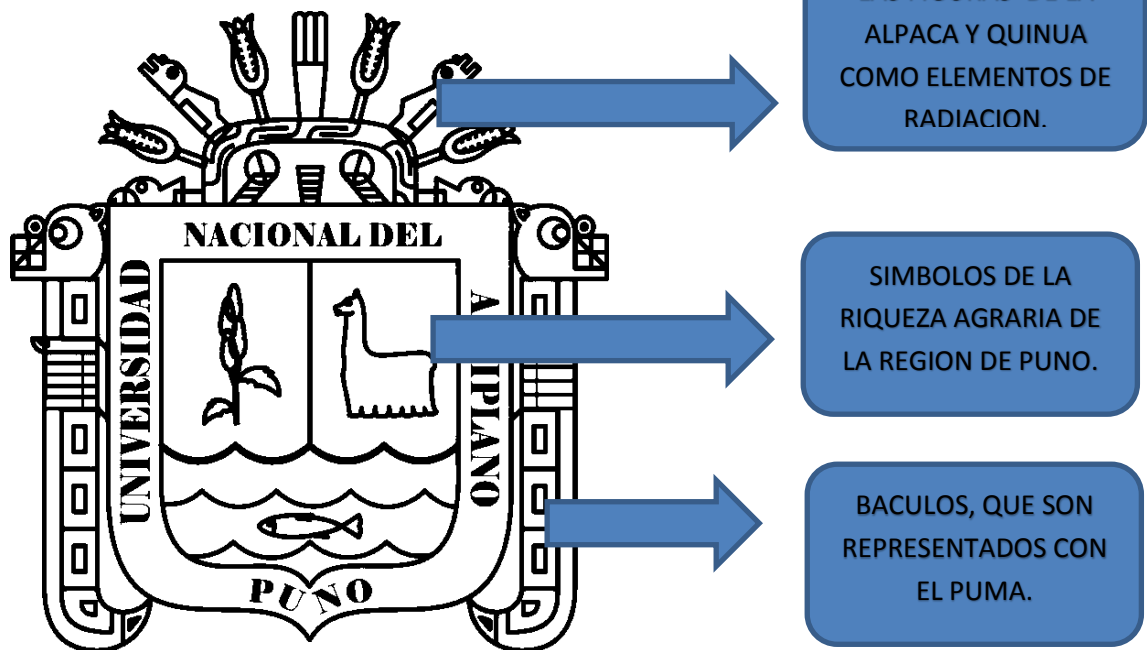 ALPACA Y QUINUA
COMO ELEMENTOS DE
RADIACION.
NACIONAL DEL
UNIVERSIDAD
PUNO
SIMBOLOS DE LA
RIQUEZA AGRARIA DE
LA REGION DE PUNO.
BACULOS, QUE SON
REPRESENTADOS CON
EL PUMA.